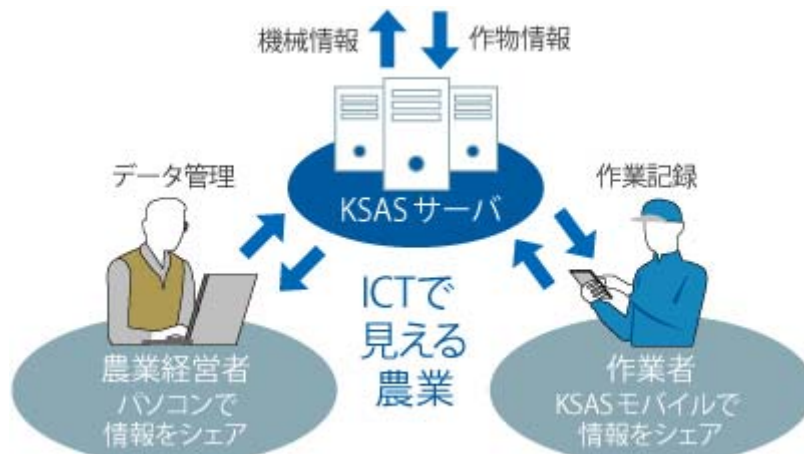 機械情報
作物情報
KSASサーバ
データ管理
作業記録
ICTで
見える
農業
農業経営者
パソコンで
情報をシェア
作業者
KSASモバイルで
情報をシェア